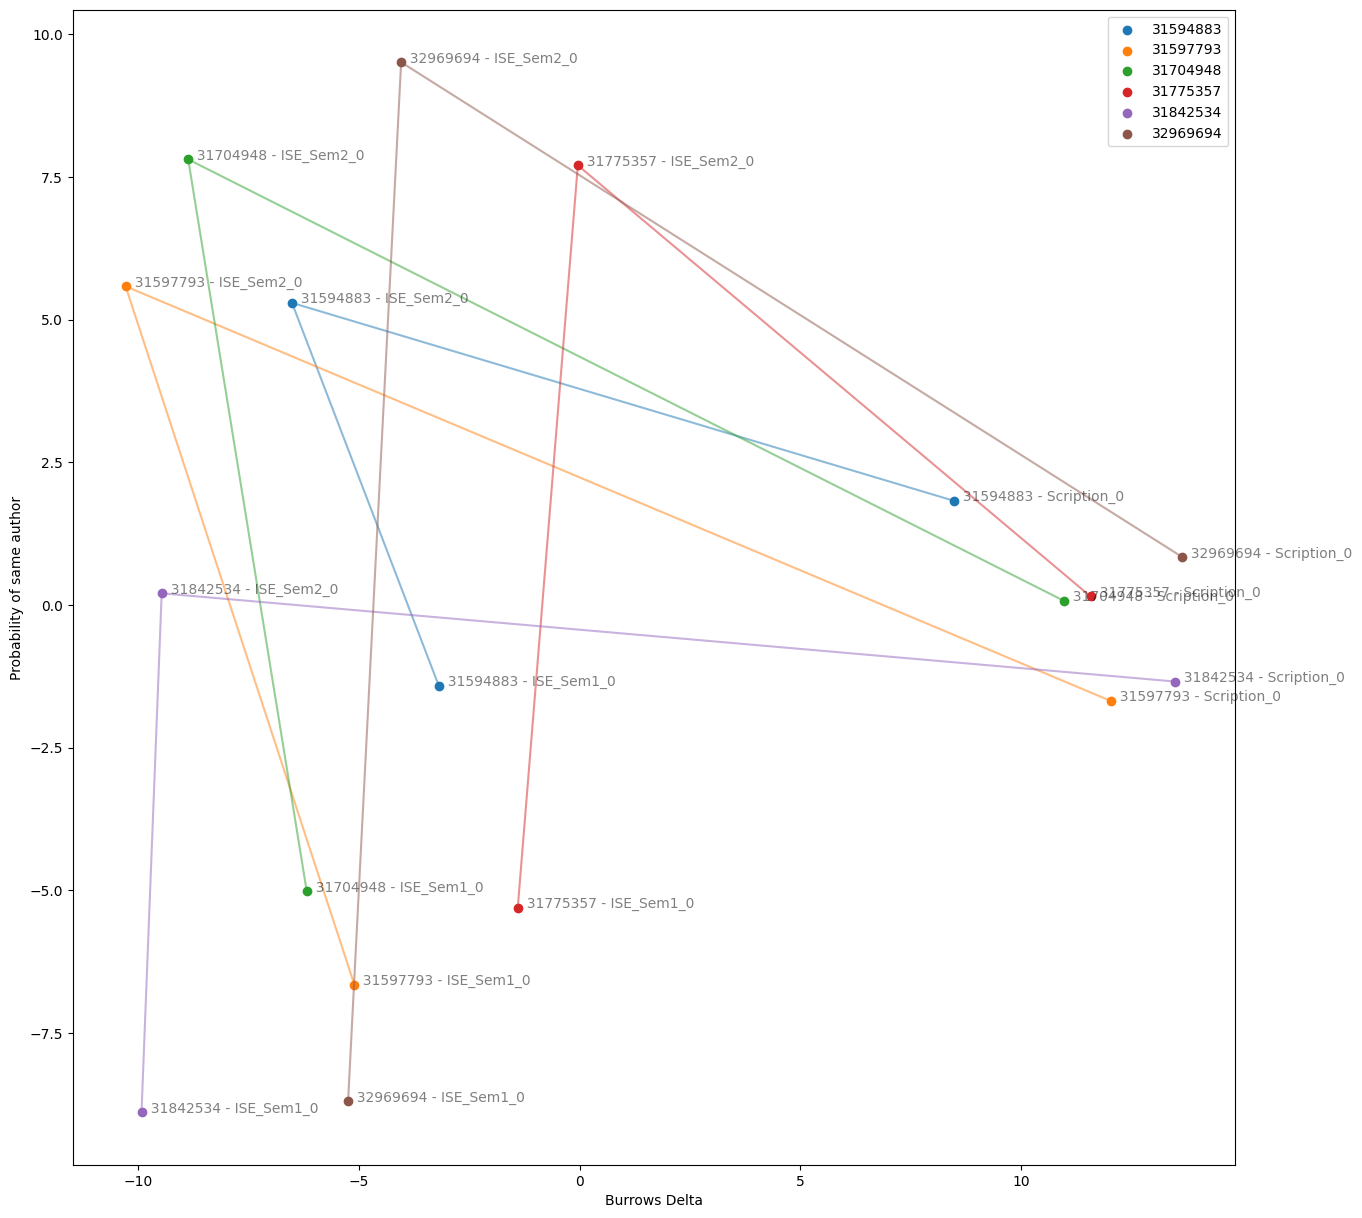 10.0
7.5
5.0
2.5
0.0
−2.5
−5.0
−7.5
Probability of same author
31594883
31597793
31704948
31775357
31842534
32969694
32969694 - ISE_Sem2_0
31704948 - ISE_Sem2_0
31775357 - ISE_Sem2_0
31597793 - ISE_Sem2_0
31594883 - ISE_Sem2_0
31594883 - Scription_0
32969694 - Scription_0
31775357 - Scription_0
31704948 - Scription_0
31842534 - ISE_Sem2_0
31594883 - ISE_Sem1_0
31842534 - Scription_0
31597793 - Scription_0
31704948 - ISE_Sem1_0
31775357 - ISE_Sem1_0
31597793 - ISE_Sem1_0
32969694 - ISE_Sem1_0
31842534 - ISE_Sem1_0
−10
−5
0
5
10
Burrows Delta